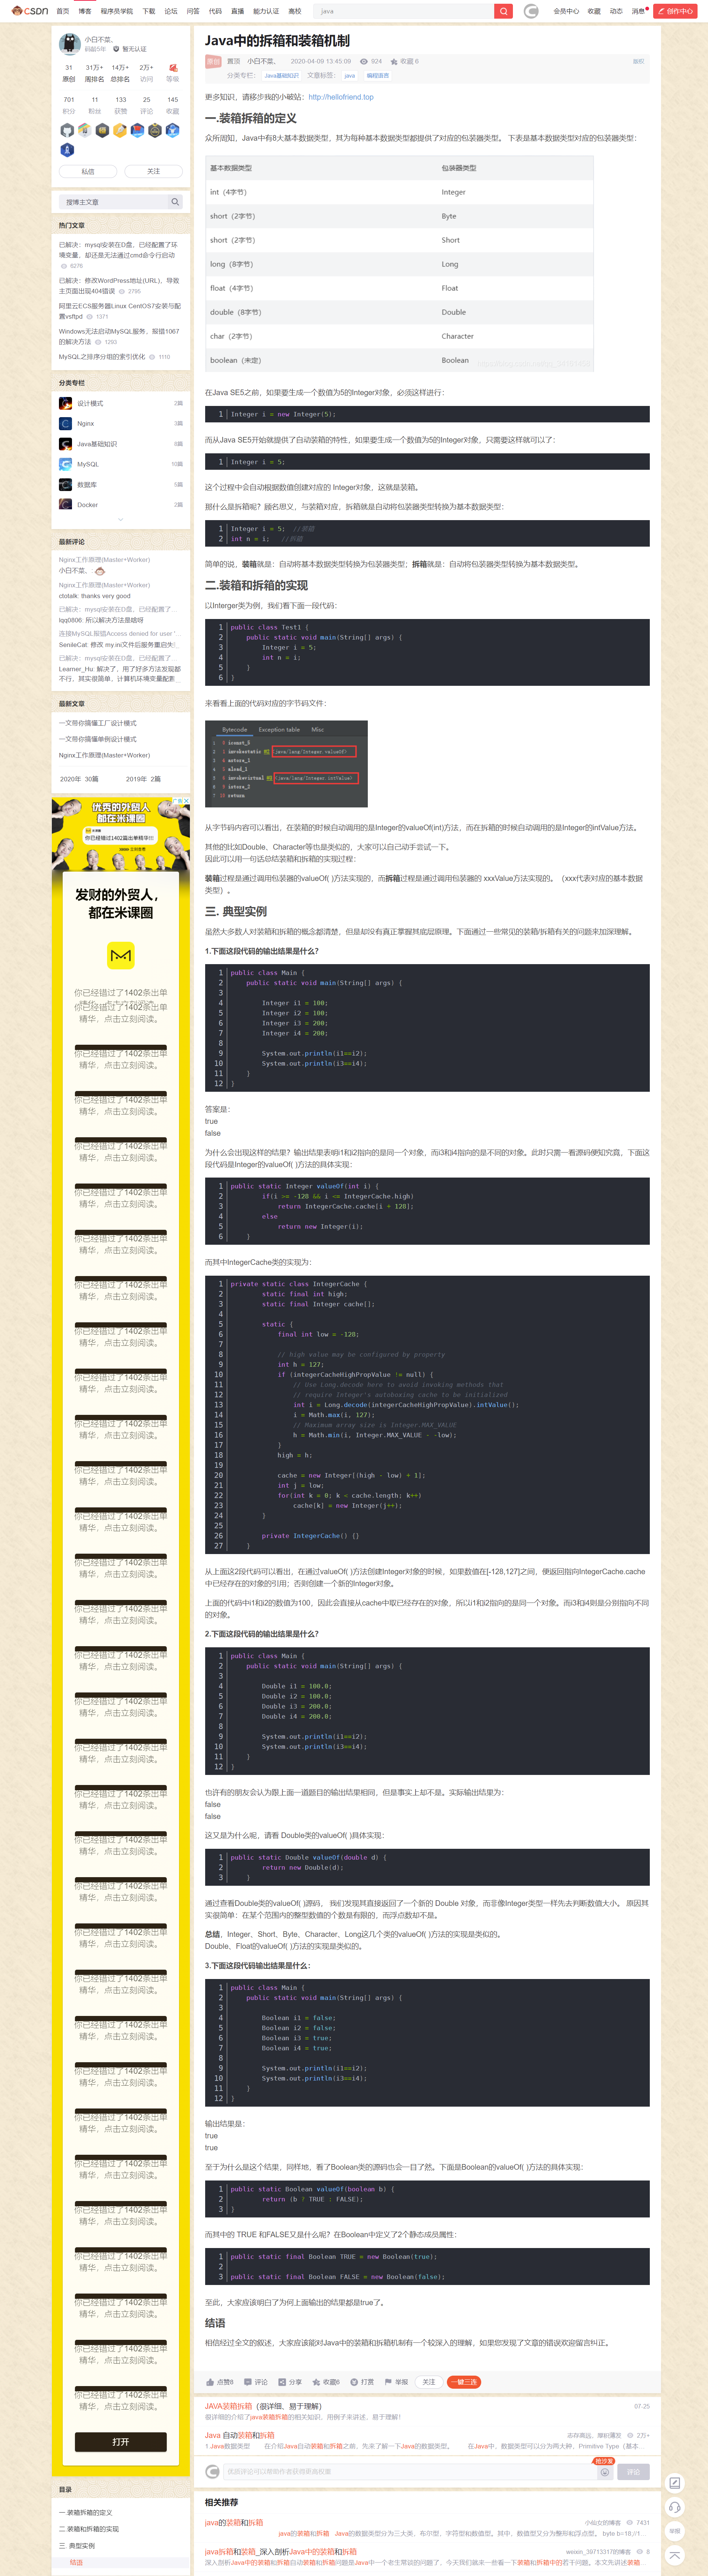 CSDN 首页 博客 程序员学院 下载 论坛 问答 代码 直播 能力认证 高校 java 会员中心 收藏 动态 消息 创作中心
小白不菜、
码龄5年 暂无认证
31 31万+ 14万+ 2万+
原创 周排名 总排名 访问 等级
701 11 133 25 145
积分 粉丝 获赞 评论 收藏
私信 关注
搜博主文章
热门文章
已解决：mysql安装在D盘，已经配置了环
境变量，却还是无法通过cmd命令行启动
6276
已解决：修改WordPress地址(URL)，导致
主页面出现404错误 2795
阿里云ECS服务器Linux CentOS7安装与配
置vsftpd 1371
Windows无法启动MySQL服务，报错1067
的解决方法 1293
MySQL之排序分组的索引优化 1110
分类专栏
设计模式 2篇
Nginx 3篇
Java基础知识 9篇
MySQL 10篇
数据库 5篇
Docker 2篇
最新评论
Nginx工作原理(Master+Worker)
小白不菜、:
Nginx工作原理(Master+Worker)
ctotalk: thanks very good
已解决：mysql安装在D盘，已经配置了...
lqq0806: 所以解决方法是啥呀
连接MySQL报错Access denied for user '...
SenileCat: 修改 my.ini文件后服务重启失
已解决：mysql安装在D盘，已经配置了...
Learner_Hu: 解决了，用了好多方法发现都
不行，其实很简单，计算机环境变量配
最新文章
一文带你搞懂工厂设计模式
一文带你搞懂单例设计模式
Nginx工作原理(Master+Worker)
2020年 30篇 2019年 2篇
优秀的外贸人，
都在米课圈
你已经错过了1402篇出单精华
发财的外贸人，
都在米课圈
你已经错过了1402条出单
精华，点击立刻阅读。
你已经错过了1402条出单
精华，点击立刻阅读。
你已经错过了1402条出单
精华，点击立刻阅读。
打开
目录
一.装箱拆箱的定义
二.装箱和拆箱的实现
三. 典型实例
结语
Java中的拆箱和装箱机制
原创 置顶 小白不菜、 2020-04-09 13:45:09 924 收藏 6 版权
分类专栏： Java基础知识 文章标签： java 编程语言
更多知识，请移步我的小破站：http://hellofriend.top
一.装箱拆箱的定义
众所周知，Java中有8大基本数据类型，其为每种基本数据类型都提供了对应的包装器类型。 下表是基本数据类型对应的包装器类型：
基本数据类型 包装器类型
int（4字节） Integer
short（2字节） Byte
short（2字节） Short
long（8字节） Long
float（4字节） Float
double（8字节） Double
char（2字节） Character
boolean（未定） Boolean
在Java SE5之前，如果要生成一个数值为5的Integer对象，必须这样进行：
1 Integer i = new Integer(5);
而从Java SE5开始就提供了自动装箱的特性，如果要生成一个数值为5的Integer对象，只需要这样就可以了：
1 Integer i = 5;
这个过程中会自动根据数值创建对应的 Integer对象，这就是装箱。
那什么是拆箱呢？顾名思义，与装箱对应，拆箱就是自动将包装器类型转换为基本数据类型：
1 Integer i = 5; //装箱
2 int n = i; //拆箱
简单的说，装箱就是：自动将基本数据类型转换为包装器类型；拆箱就是：自动将包装器类型转换为基本数据类型。
二.装箱和拆箱的实现
以Interger类为例，我们看下面一段代码：
1 public class Test1 {
2 public static void main(String[] args) {
3 Integer i = 5;
4 int n = i;
5 }
6 }
来看看上面的代码对应的字节码文件：
Bytecode Exception table Misc
1 0 iconst_5
2 1 invokestatic #2 <java/lang/Integer.valueOf>
3 4 astore_1
4 5 aload_1
5 6 invokevirtual #3 <java/lang/Integer.intValue>
6 9 istore_2
7 10 return
从字节码内容可以看出，在装箱的时候自动调用的是Integer的valueOf(int)方法，而在拆箱的时候自动调用的是Integer的intValue方法。
其他的比如Double、Character等也是类似的，大家可以自己动手尝试一下。
因此可以用一句话总结装箱和拆箱的实现过程：
装箱过程是通过调用包装器的valueOf( )方法实现的，而拆箱过程是通过调用包装器的 xxxValue方法实现的。（xxx代表对应的基本数据
类型）。
三. 典型实例
虽然大多数人对装箱和拆箱的概念都清楚，但是却没有真正掌握其底层原理。下面通过一些常见的装箱/拆箱有关的问题来加深理解。
1.下面这段代码的输出结果是什么？
1 public class Main {
2 public static void main(String[] args) {
3
4 Integer i1 = 100;
5 Integer i2 = 100;
6 Integer i3 = 200;
7 Integer i4 = 200;
8
9 System.out.println(i1==i2);
10 System.out.println(i3==i4);
11 }
12 }
答案是：
true
false
为什么会出现这样的结果？输出结果表明i1和i2指向的是同一个对象，而i3和i4指向的是不同的对象。此时只需一看源码便知究竟，下面这
段代码是Integer的valueOf( )方法的具体实现：
1 public static Integer valueOf(int i) {
2 if(i >= -128 && i <= IntegerCache.high)
3 return IntegerCache.cache[i + 128];
4 else
5 return new Integer(i);
6 }
而其中IntegerCache类的实现为：
1 private static class IntegerCache {
2 static final int high;
3 static final Integer cache[];
4
5 static {
6 final int low = -128;
7
8 // high value may be configured by property
9 int h = 127;
10 if (integerCacheHighPropValue != null) {
11 // Use Long.decode here to avoid invoking methods that
12 // require Integer's autoboxing cache to be initialized
13 int i = Long.decode(integerCacheHighPropValue).intValue();
14 i = Math.max(i, 127);
15 // Maximum array size is Integer.MAX_VALUE
16 h = Math.min(i, Integer.MAX_VALUE - -low);
17 }
18 high = h;
19
20 cache = new Integer[(high - low) + 1];
21 int j = low;
22 for(int k = 0; k < cache.length; k++)
23 cache[k] = new Integer(j++);
24 }
25
26 private IntegerCache() {}
27 }
从上面这2段代码可以看出，在通过valueOf( )方法创建Integer对象的时候，如果数值在[-128,127]之间，便返回指向IntegerCache.cache
中已经存在的对象的引用；否则创建一个新的Integer对象。
上面的代码中i1和i2的数值为100，因此会直接从cache中取已经存在的对象，所以i1和i2指向的是同一个对象，而i3和i4则是分别指向不同
的对象。
2.下面这段代码的输出结果是什么？
1 public class Main {
2 public static void main(String[] args) {
3
4 Double i1 = 100.0;
5 Double i2 = 100.0;
6 Double i3 = 200.0;
7 Double i4 = 200.0;
8
9 System.out.println(i1==i2);
10 System.out.println(i3==i4);
11 }
12 }
也许有的朋友会认为跟上面一道题目的输出结果相同，但是事实上却不是。实际输出结果为：
false
false
这又是为什么呢，请看 Double类的valueOf( )具体实现：
1 public static Double valueOf(double d) {
2 return new Double(d);
3 }
通过查看Double类的valueOf( )源码， 我们发现其直接返回了一个新的 Double 对象，而非像Integer类型一样先去判断数值大小。 原因其
实很简单：在某个范围内的整型数值的个数是有限的，而浮点数却不是。
总结，Integer、Short、Byte、Character、Long这几个类的valueOf( )方法的实现是类似的。
Double、Float的valueOf( )方法的实现是类似的。
3.下面这段代码输出结果是什么：
1 public class Main {
2 public static void main(String[] args) {
3
4 Boolean i1 = false;
5 Boolean i2 = false;
6 Boolean i3 = true;
7 Boolean i4 = true;
8
9 System.out.println(i1==i2);
10 System.out.println(i3==i4);
11 }
12 }
输出结果是：
true
true
至于为什么是这个结果，同样地，看了Boolean类的源码也会一目了然。下面是Boolean的valueOf( )方法的具体实现：
1 public static Boolean valueOf(boolean b) {
2 return (b ? TRUE : FALSE);
3 }
而其中的 TRUE 和FALSE又是什么呢？在Boolean中定义了2个静态成员属性：
1 public static final Boolean TRUE = new Boolean(true);
2
3 public static final Boolean FALSE = new Boolean(false);
至此，大家应该明白了为何上面输出的结果都是true了。
结语
相信经过全文的叙述，大家应该能对Java中的装箱和拆箱机制有一个较深入的理解，如果您发现了文章的错误欢迎留言纠正。
点赞8 评论 分享 收藏6 打赏 举报 关注 一键三连
JAVA装箱拆箱（很详细，易于理解） 07-25
很详细的介绍了java装箱拆箱的相关知识，用例子来讲述，易于理解！
Java 自动装箱和拆箱 志存高远，厚积薄发 2万+
1.Java数据类型 在介绍Java自动装箱和拆箱之前，先来了解一下Java的数据类型。 在Java中，数据类型可以分为两大种，Primitive Type（基本...
抢沙发
优质评论可以帮助作者获得更高权重 评论
相关推荐
java的装箱和拆箱 小仙女的博客 7431
java的装箱和拆箱 Java的数据类型分为三大类，布尔型，字符型和数值型。其中，数值型又分为整形和浮点型。 byte b=10;//1...
java拆箱和装箱_深入剖析Java中的装箱和拆箱 weixin_39713317的博客 8
深入剖析Java中的装箱和拆箱自动装箱和拆箱问题是Java中一个老生常谈的问题了，今天我们就来一些看一下装箱和拆箱中的若干问题。本文先讲述装箱...
举报